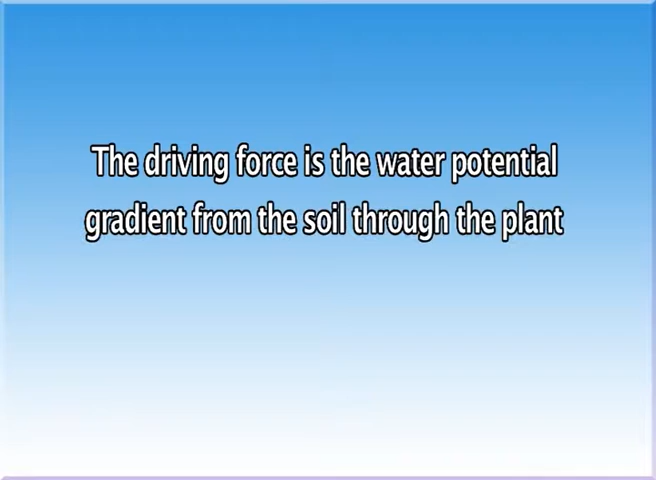 The driving force is the water potential
gradient from the soil through the plant